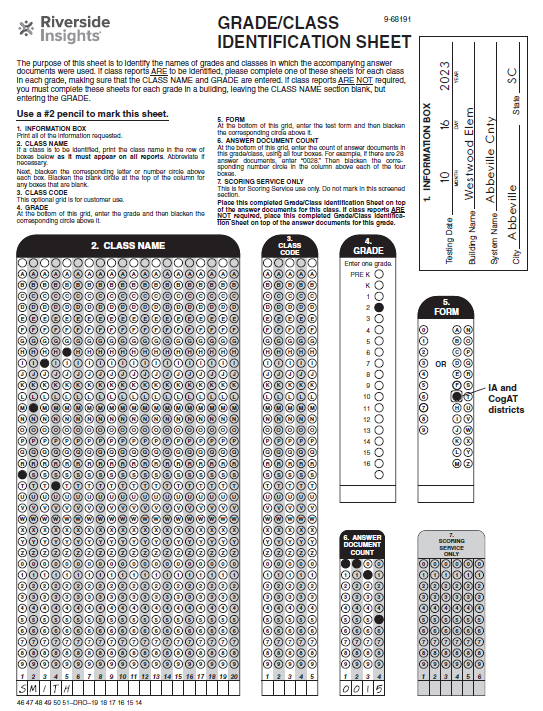 Riverside
Insights
GRADE/CLASS
IDENTIFICATION SHEET
9-68191
The purpose of this sheet is to identify the names of grades and classes in which the accompanying answer
documents were used. If class reports ARE to be identified, please complete one of these sheets for each class
in each grade, making sure that the CLASS NAME and GRADE are entered. If class reports ARE NOT required,
you must complete these sheets for each grade in a building, leaving the CLASS NAME section blank, but
entering the GRADE.
Use a #2 pencil to mark this sheet.
1. INFORMATION BOX
Print all of the information requested.
2. CLASS NAME
If a class is to be identified, print the class name in the row of
boxes below as it must appear on all reports. Abbreviate if
necessary.
Next, blacken the corresponding letter or number circle above
each box. Blacken the blank circle at the top of the column for
any boxes that are blank.
3. CLASS CODE
This optional grid is for customer use.
4. GRADE
At the bottom of this grid, enter the grade and then blacken the
corresponding circle above it.
5. FORM
At the bottom of this grid, enter the test form and then blacken
the corresponding circle above it.
6. ANSWER DOCUMENT COUNT
At the bottom of this grid, enter the count of answer documents in
this grade/class, using all four boxes. For example, if there are 28
answer documents, enter "0028." Then blacken the corre-
sponding number circle in the column above each of the four
boxes.
7. SCORING SERVICE ONLY
This is for Scoring Service use only. Do not mark in this screened
section.
Place this completed Grade/Class Identification Sheet on top
of the answer documents for this class. If class reports ARE
NOT required, place this completed Grade/Class Identifica-
tion Sheet on top of the answer documents for this grade.
1. INFORMATION BOX
Testing Date 10 16 2023
MONTH DAY YEAR
Building Name Westwood Elem
System Name Abbeville Cnty
City Abbeville State SC
2. CLASS NAME
1 2 3 4 5 6 7 8 9 10 11 12 13 14 15 16 17 18 19 20
S M I T H
3.
CLASS
CODE
1 2 3 4 5
4.
GRADE
Enter one grade.
PRE K
K
1
2
3
4
5
6
7
8
9
10
11
12
13
14
15
16
5.
FORM
OR
IA and
CogAT
districts
6. ANSWER
DOCUMENT
COUNT
1 2 3 4
0 0 1 5
7.
SCORING
SERVICE
ONLY
1 2 3 4 5 6
46 47 48 49 50 51–DRO–19 18 17 16 15 14